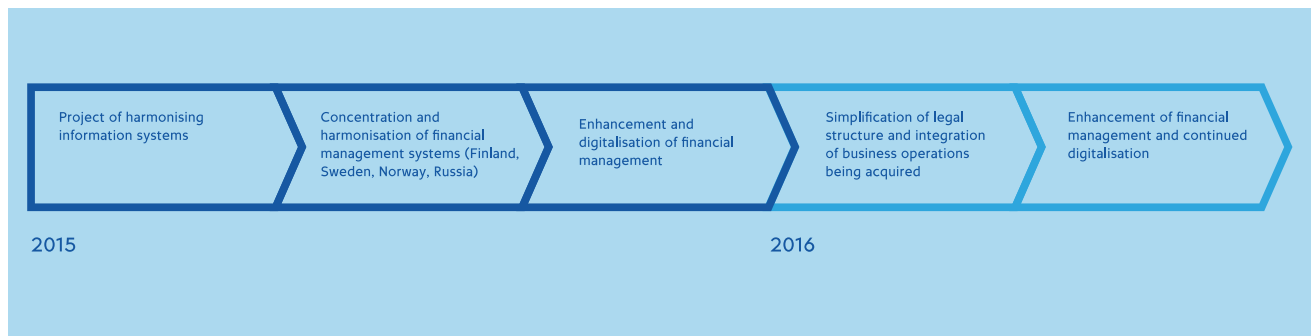 Project of harmonising
information systems
Concentration and
harmonisation of financial
management systems (Finland,
Sweden, Norway, Russia)
Enhancement and
digitalisation of financial
management
Simplification of legal
structure and integration
of business operations
being acquired
Enhancement of financial
management and continued
digitalisation
2015
2016